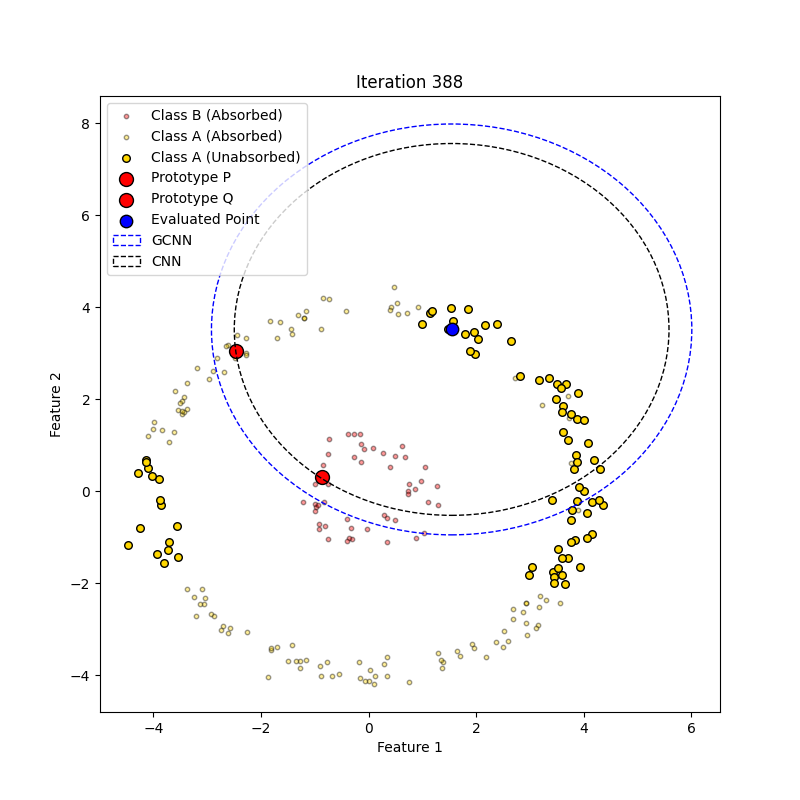 Iteration 388
Class B (Absorbed)
Class A (Absorbed)
Class A (Unabsorbed)
Prototype P
Prototype Q
Evaluated Point
GCNN
CNN
8
6
4
2
0
−2
−4
Feature 2
−4 −2 0 2 4 6
Feature 1